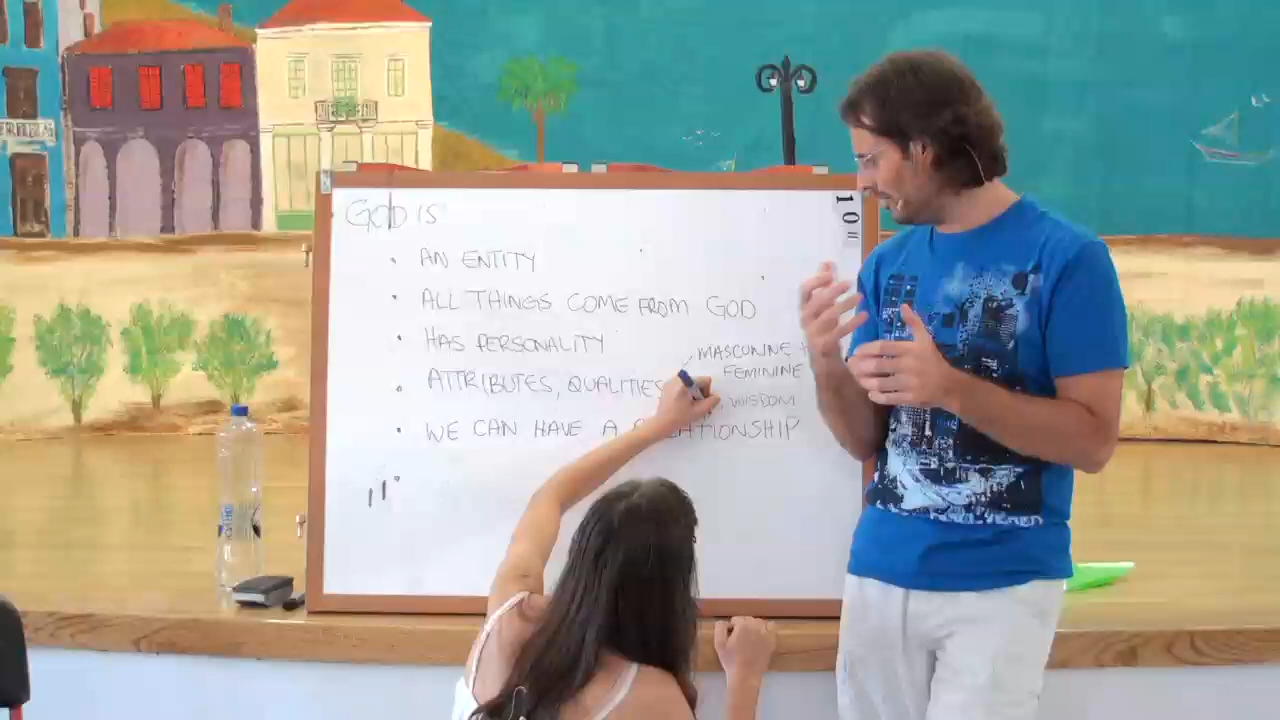 GOD IS
• AN ENTITY
• ALL THINGS COME FROM GOD
• HAS PERSONALITY
MASCULINE +
FEMININE
• ATTRIBUTES, QUALITIES
, WISDOM
• WE CAN HAVE A RELATIONSHIP
10"